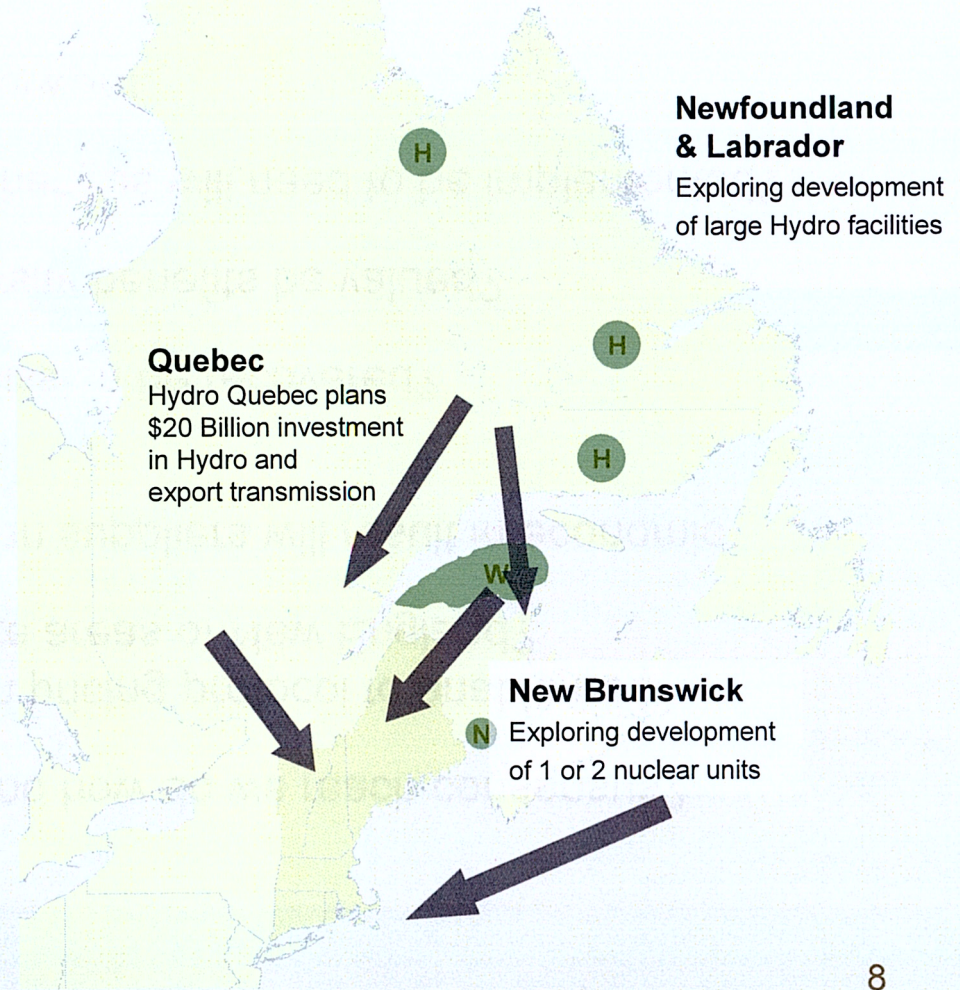 H
Newfoundland
& Labrador
Exploring development
of large Hydro facilities
H
Quebec
Hydro Quebec plans
$20 Billion investment
in Hydro and
export transmission
H
W
New Brunswick
N
Exploring development
of 1 or 2 nuclear units
8